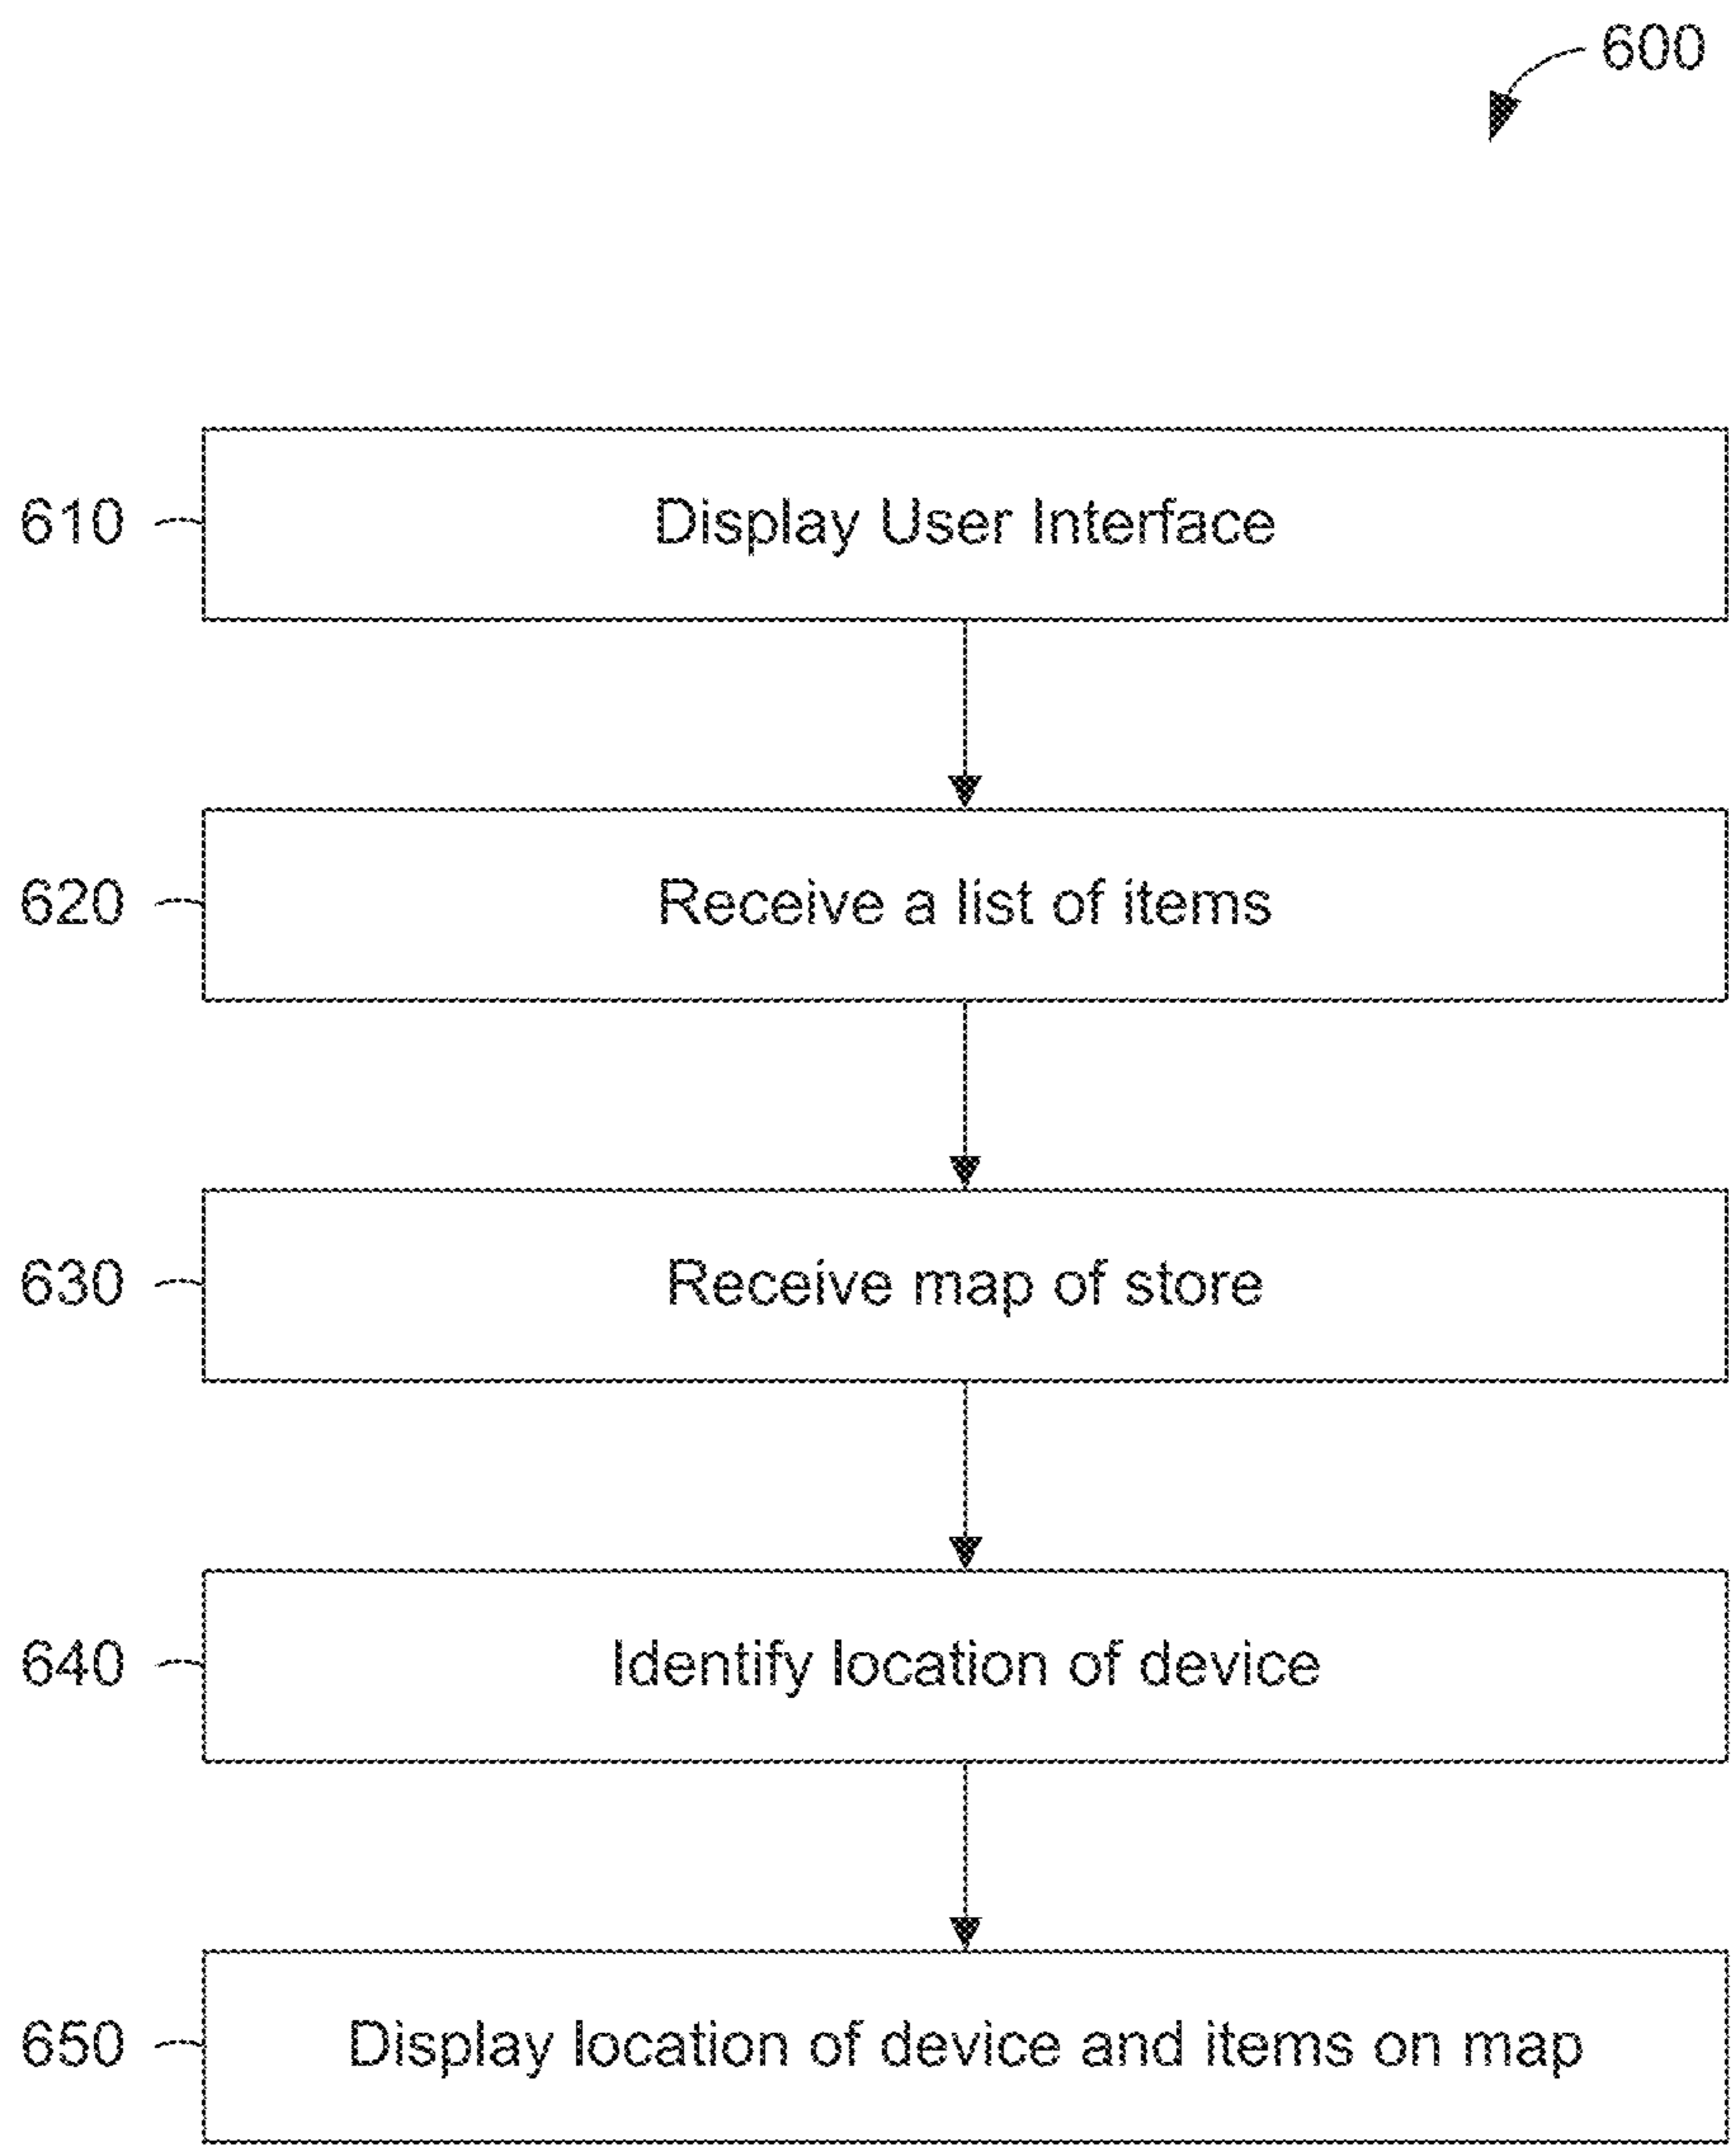 600
610 Display User Interface
620 Receive a list of items
630 Receive map of store
640 Identify location of device
650 Display location of device and items on map